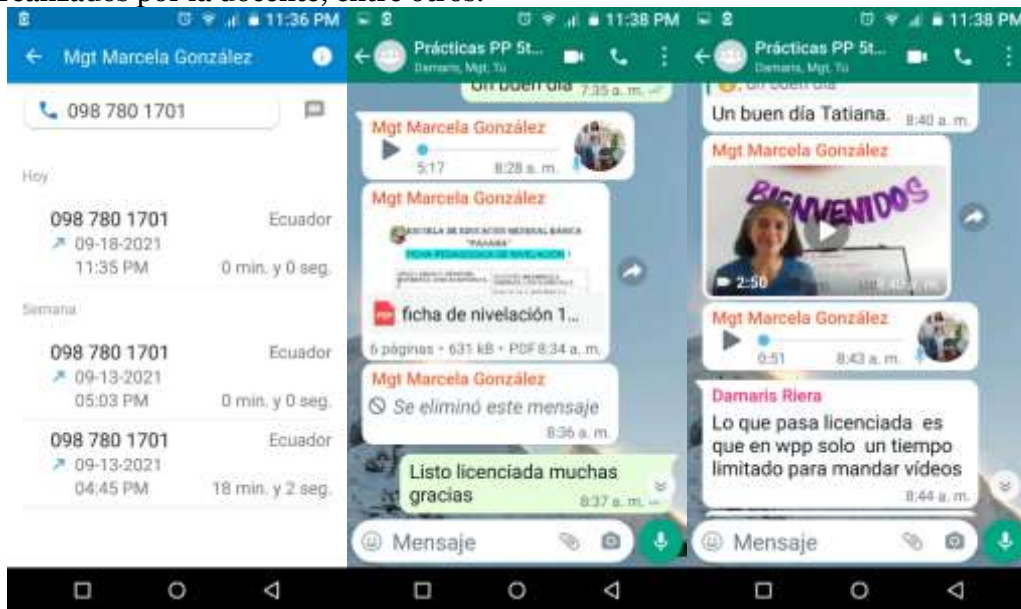 realizados por la docente, entre otros.
11:36 PM
Mgt Marcela González
098 780 1701
Hoy
098 780 1701 Ecuador
09-18-2021
11:35 PM 0 min. y 0 seg.
Semana
098 780 1701 Ecuador
09-13-2021
05:03 PM 0 min. y 0 seg.
098 780 1701 Ecuador
09-13-2021
04:45 PM 18 min. y 2 seg.
11:38 PM
Prácticas PP 5t...
Damaris, Mgt, Tú
Un buen día 7:35 a. m.
Mgt Marcela González
5:17 8:28 a. m.
Mgt Marcela González
ESCUELA DE EDUCACIÓN GENERAL BÁSICA
"PANAMÁ"
FICHA PEDAGÓGICA DE NIVELACIÓN 1
ficha de nivelación 1...
6 páginas • 631 kB • PDF 8:34 a. m.
Mgt Marcela González
Se eliminó este mensaje
8:36 a. m.
Listo licenciada muchas
gracias 8:37 a. m.
Mensaje
11:38 PM
Prácticas PP 5t...
Damaris, Mgt, Tú
Un buen día Tatiana. 8:40 a. m.
Mgt Marcela González
BIENVENIDOS
2:50
Mgt Marcela González
0:51 8:43 a. m.
Damaris Riera
Lo que pasa licenciada es
que en wpp solo un tiempo
limitado para mandar vídeos
8:44 a. m.
Mensaje